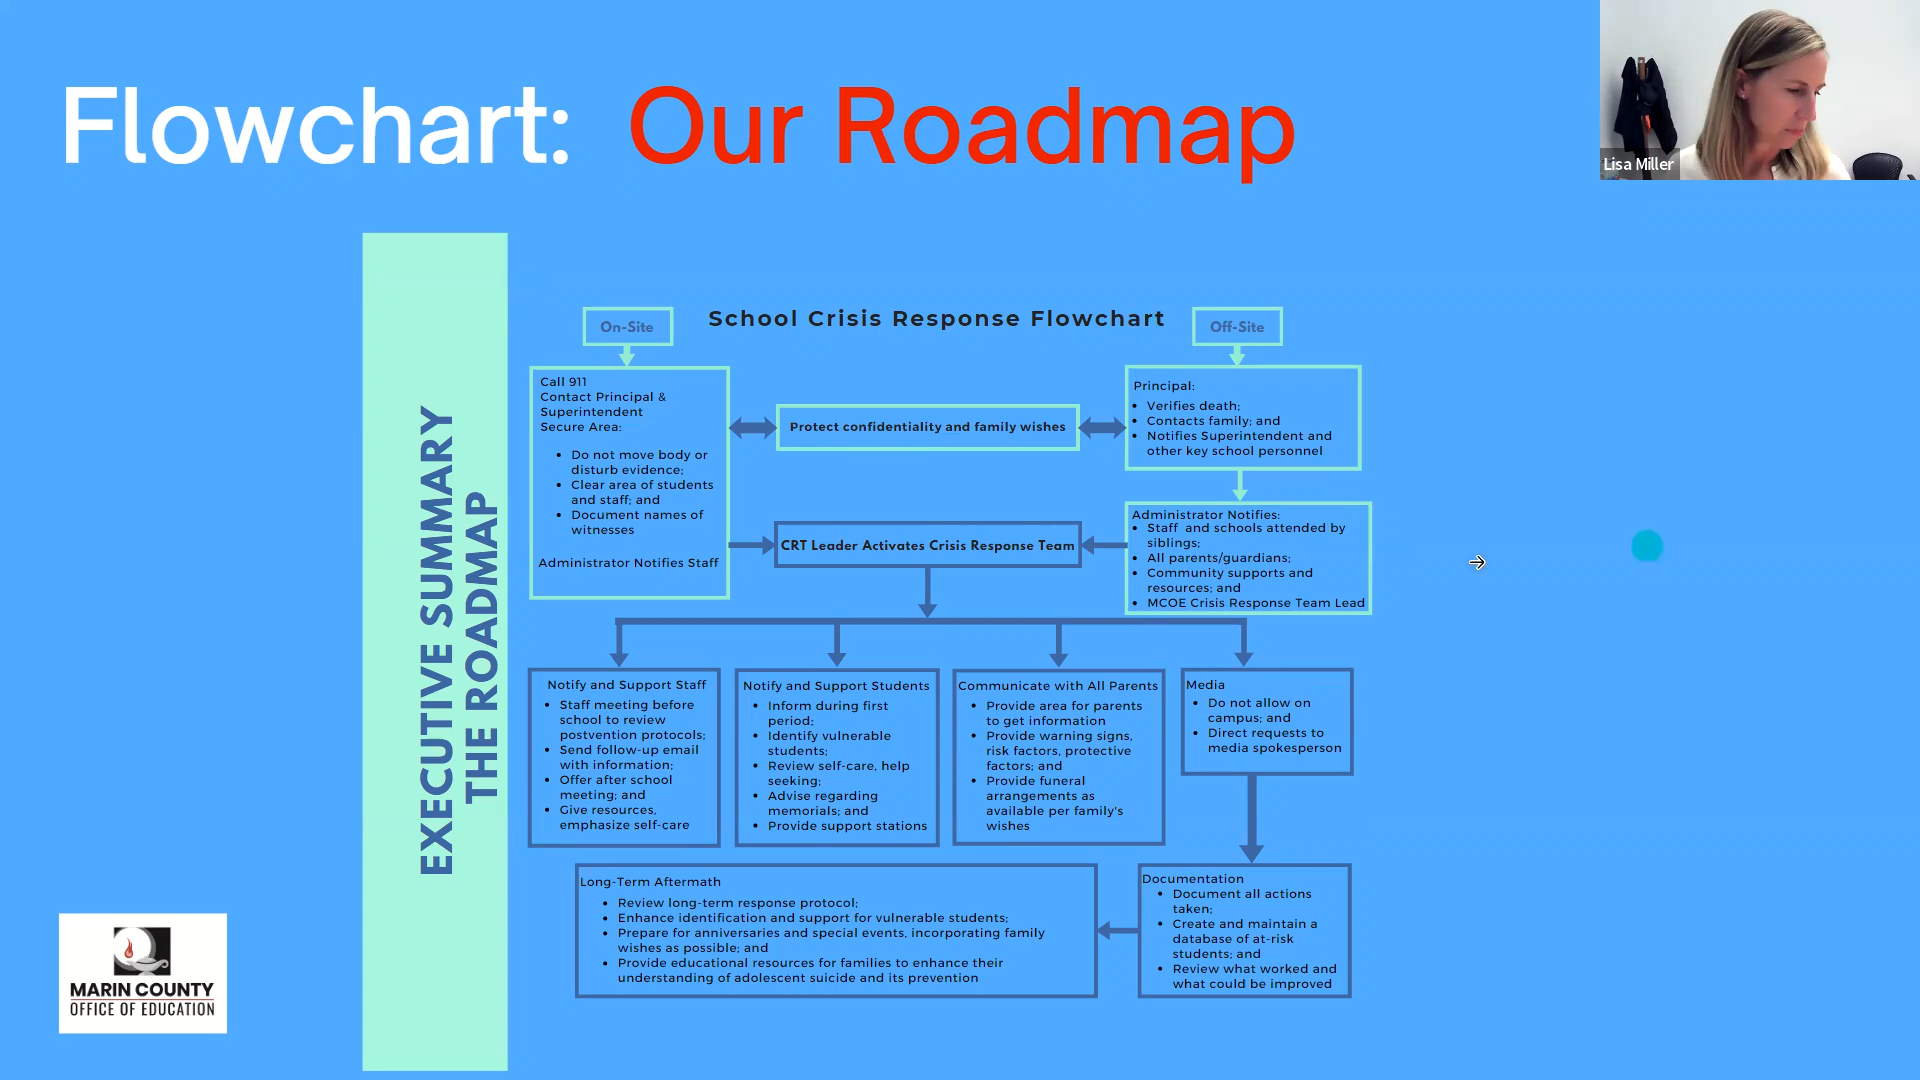 Flowchart: Our Roadmap
Lisa Miller
EXECUTIVE SUMMARY
THE ROADMAP
School Crisis Response Flowchart
On-Site
Off-Site
Call 911
Contact Principal &
Superintendent
Secure Area:
• Do not move body or
disturb evidence;
• Clear area of students
and staff; and
• Document names of
witnesses
Administrator Notifies Staff
Protect confidentiality and family wishes
Principal:
• Verifies death;
• Contacts family; and
• Notifies Superintendent and
other key school personnel
CRT Leader Activates Crisis Response Team
Administrator Notifies:
• Staff and schools attended by
siblings;
• All parents/guardians;
• Community supports and
resources; and
• MCOE Crisis Response Team Lead
Notify and Support Staff
• Staff meeting before
school to review
postvention protocols;
• Send follow-up email
with information;
• Offer after school
meeting; and
• Give resources,
emphasize self-care
Notify and Support Students
• Inform during first
period;
• Identify vulnerable
students;
• Review self-care, help
seeking;
• Advise regarding
memorials; and
• Provide support stations
Communicate with All Parents
• Provide area for parents
to get information
• Provide warning signs,
risk factors, protective
factors; and
• Provide funeral
arrangements as
available per family's
wishes
Media
• Do not allow on
campus; and
• Direct requests to
media spokesperson
Long-Term Aftermath
• Review long-term response protocol;
• Enhance identification and support for vulnerable students;
• Prepare for anniversaries and special events, incorporating family
wishes as possible; and
• Provide educational resources for families to enhance their
understanding of adolescent suicide and its prevention
Documentation
• Document all actions
taken;
• Create and maintain a
database of at-risk
students; and
• Review what worked and
what could be improved
MARIN COUNTY
OFFICE OF EDUCATION